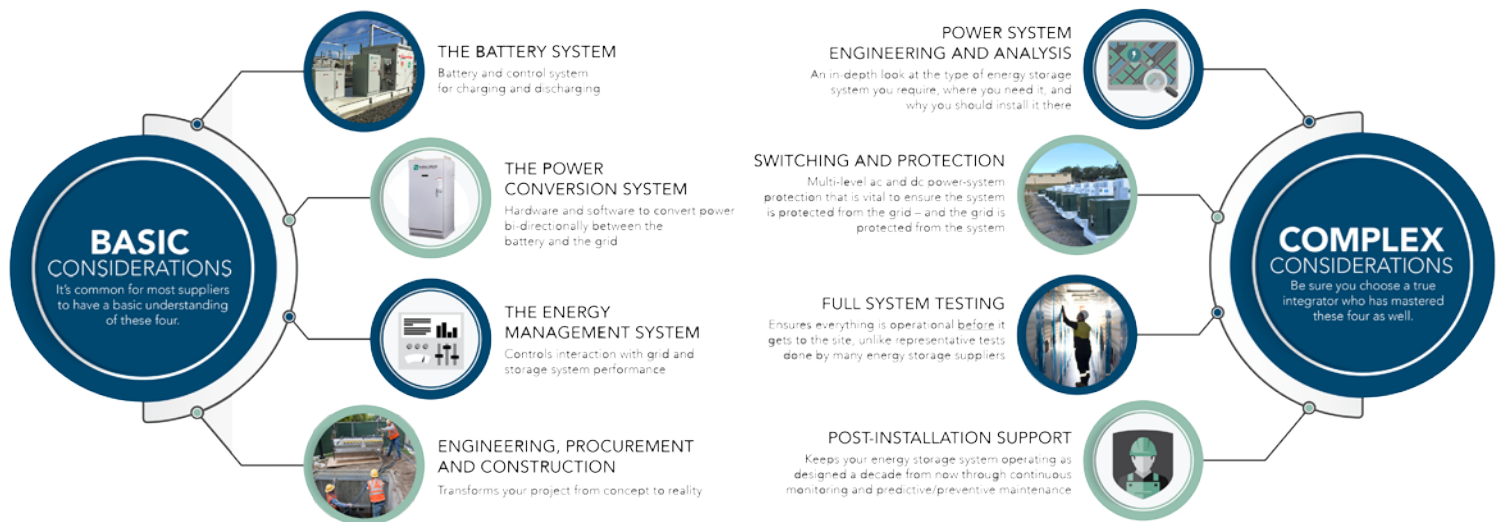 BASIC
CONSIDERATIONS
It's common for most suppliers
to have a basic understanding
of these four.
THE BATTERY SYSTEM
Battery and control system
for charging and discharging
THE POWER
CONVERSION SYSTEM
Hardware and software to convert power
bi-directionally between the
battery and the grid
THE ENERGY
MANAGEMENT SYSTEM
Controls interaction with grid and
storage system performance
ENGINEERING, PROCUREMENT
AND CONSTRUCTION
Transforms your project from concept to reality
POWER SYSTEM
ENGINEERING AND ANALYSIS
An in-depth look at the type of energy storage
system you require, where you need it, and
why you should install it there
SWITCHING AND PROTECTION
Multi-level ac and dc power-system
protection that is vital to ensure the system
is protected from the grid – and the grid is
protected from the system
FULL SYSTEM TESTING
Ensures everything is operational before it
gets to the site, unlike representative tests
done by many energy storage suppliers
POST-INSTALLATION SUPPORT
Keeps your energy storage system operating as
designed a decade from now through continuous
monitoring and predictive/preventive maintenance
COMPLEX
CONSIDERATIONS
Be sure you choose a true
integrator who has mastered
these four as well.